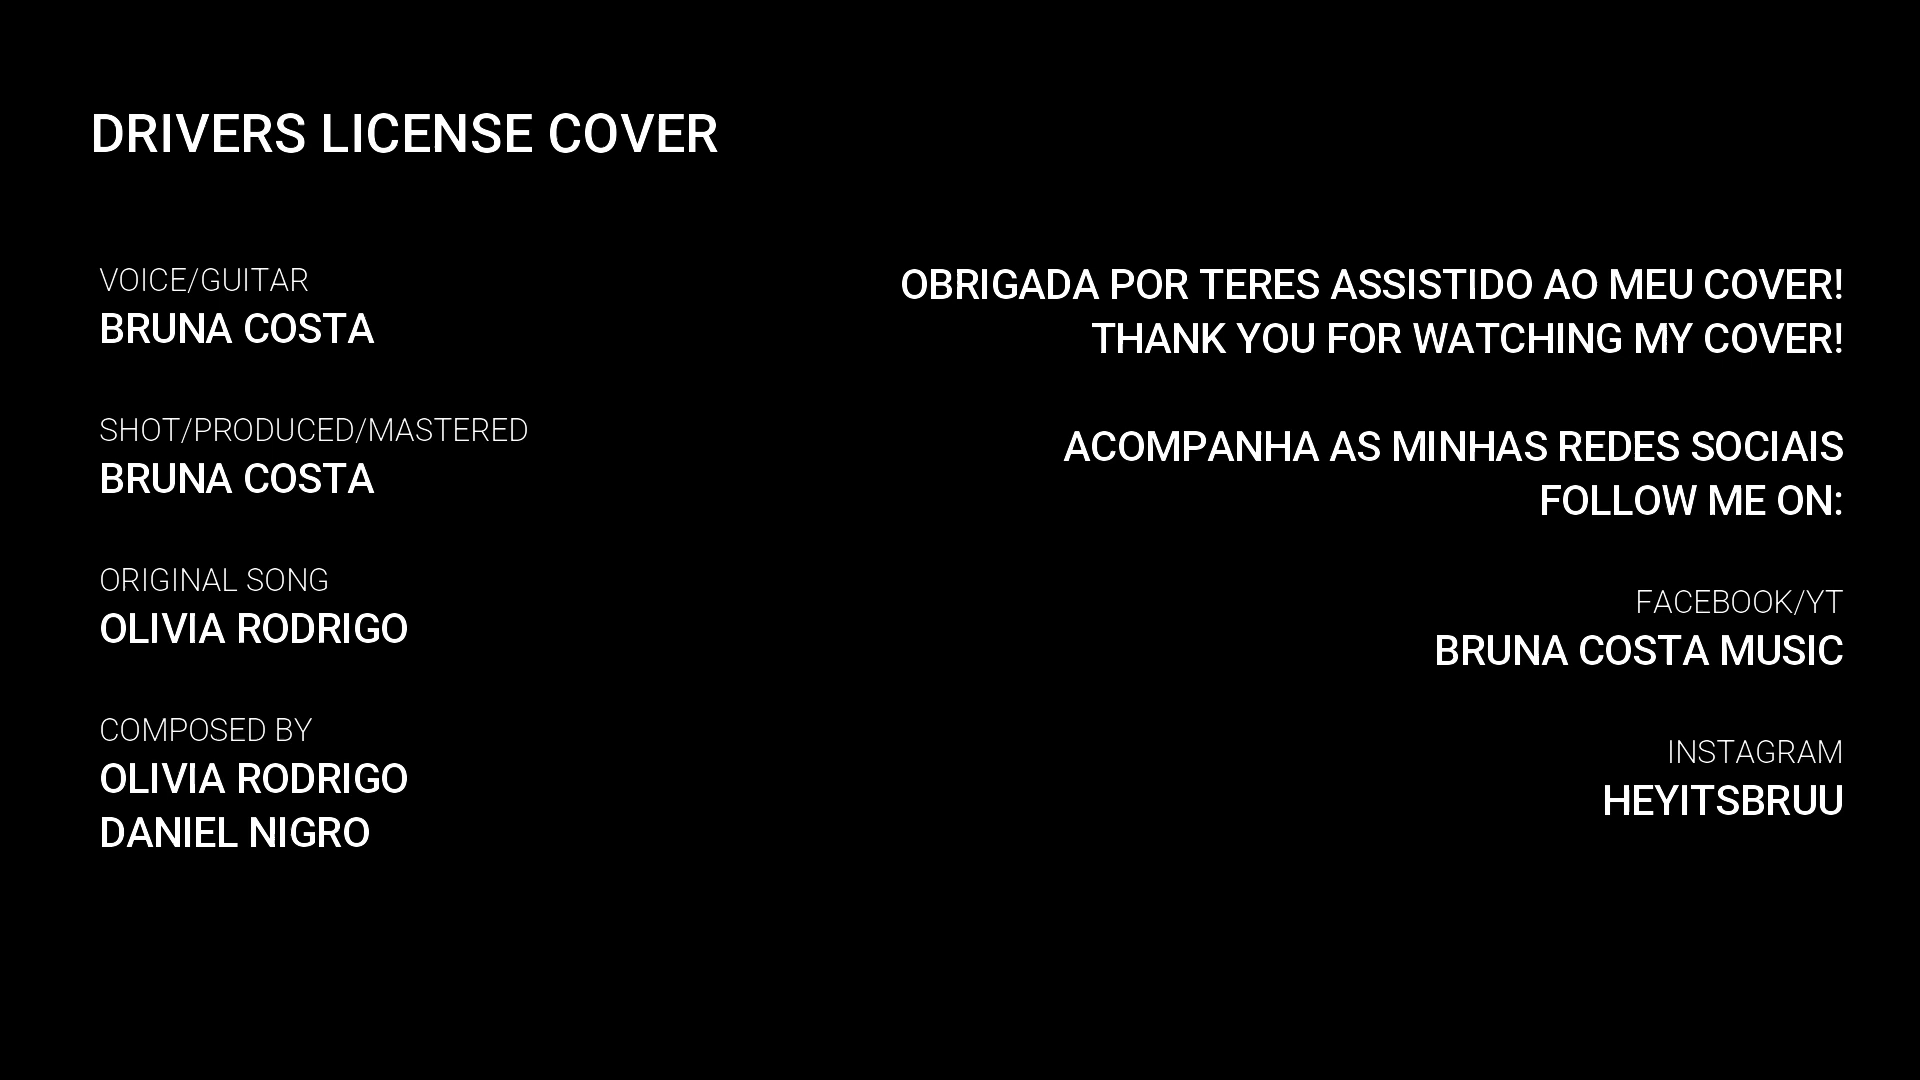 DRIVERS LICENSE COVER
VOICE/GUITAR
BRUNA COSTA
SHOT/PRODUCED/MASTERED
BRUNA COSTA
ORIGINAL SONG
OLIVIA RODRIGO
COMPOSED BY
OLIVIA RODRIGO
DANIEL NIGRO
OBRIGADA POR TERES ASSISTIDO AO MEU COVER!
THANK YOU FOR WATCHING MY COVER!
ACOMPANHA AS MINHAS REDES SOCIAIS
FOLLOW ME ON:
FACEBOOK/YT
BRUNA COSTA MUSIC
INSTAGRAM
HEYITSBRUU